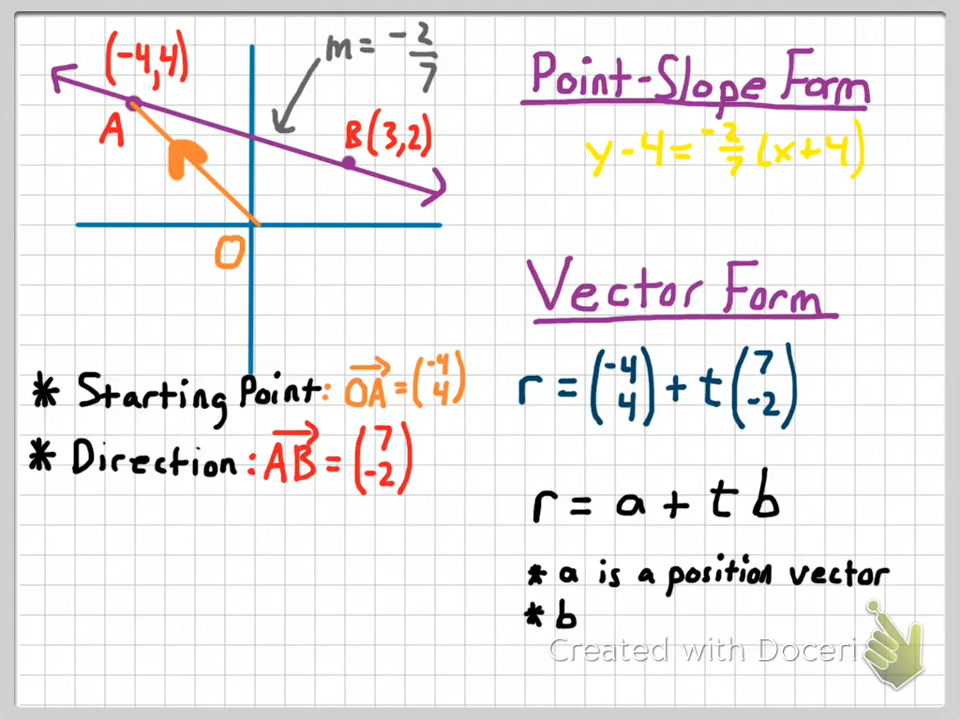 (-4,4)
A
m = -2/7
B(3,2)
O
* Starting Point: OA→ = (-4 4)
* Direction: AB→ = (7 -2)
Point-Slope Form
y-4 = -2/7 (x+4)
Vector Form
r = (-4 4) + t (7 -2)
r = a + t b
* a is a position vector
* b
Created with Doceri